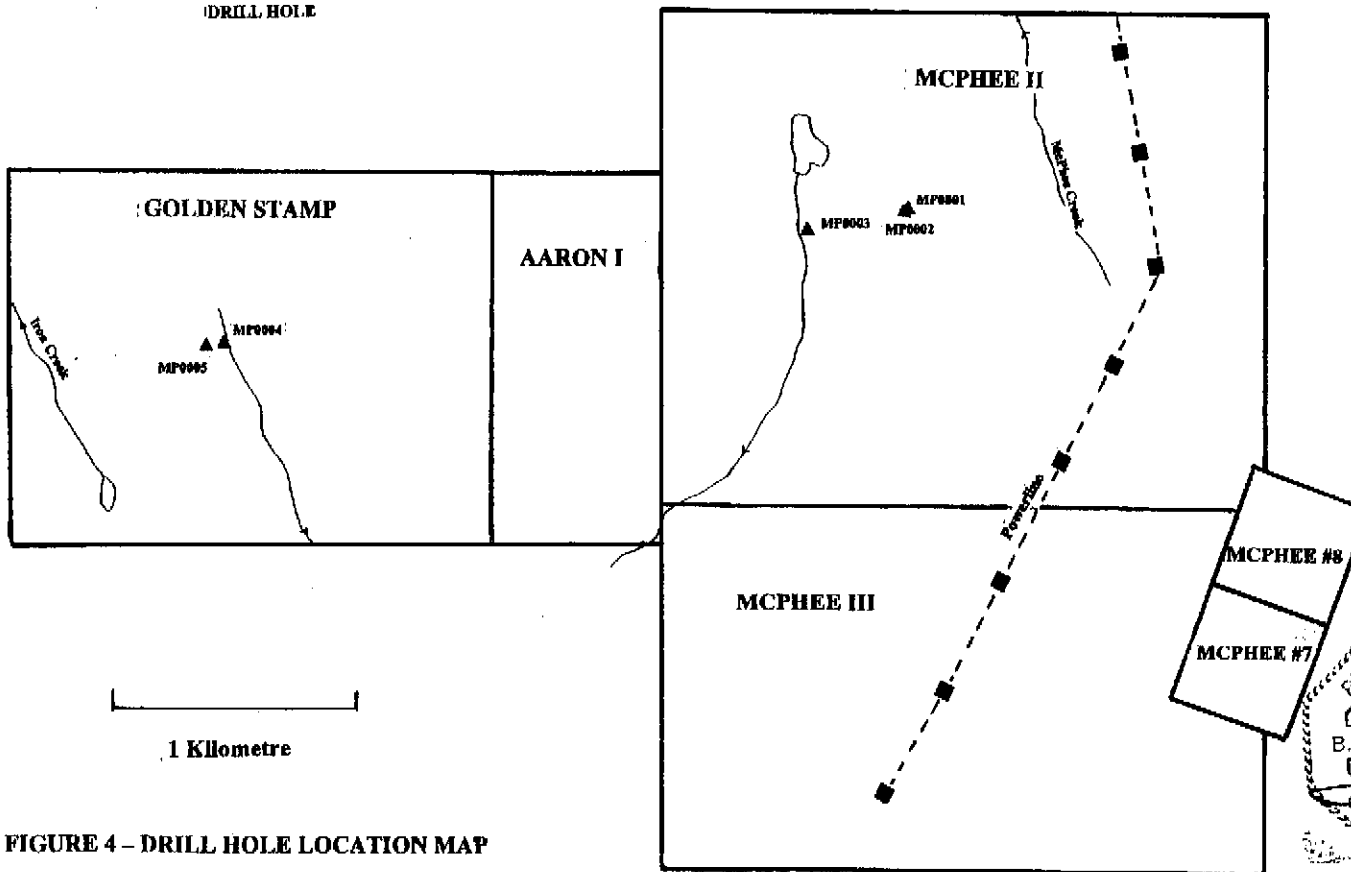 DRILL HOLE
MCPHEE II
McPhee Creek
GOLDEN STAMP
AARON I
MP0001
MP0002
MP0003
Iron Creek
MP0004
MP0005
Powerline
MCPHEE #8
MCPHEE III
MCPHEE #7
1 Kilometre
B.
FIGURE 4 – DRILL HOLE LOCATION MAP